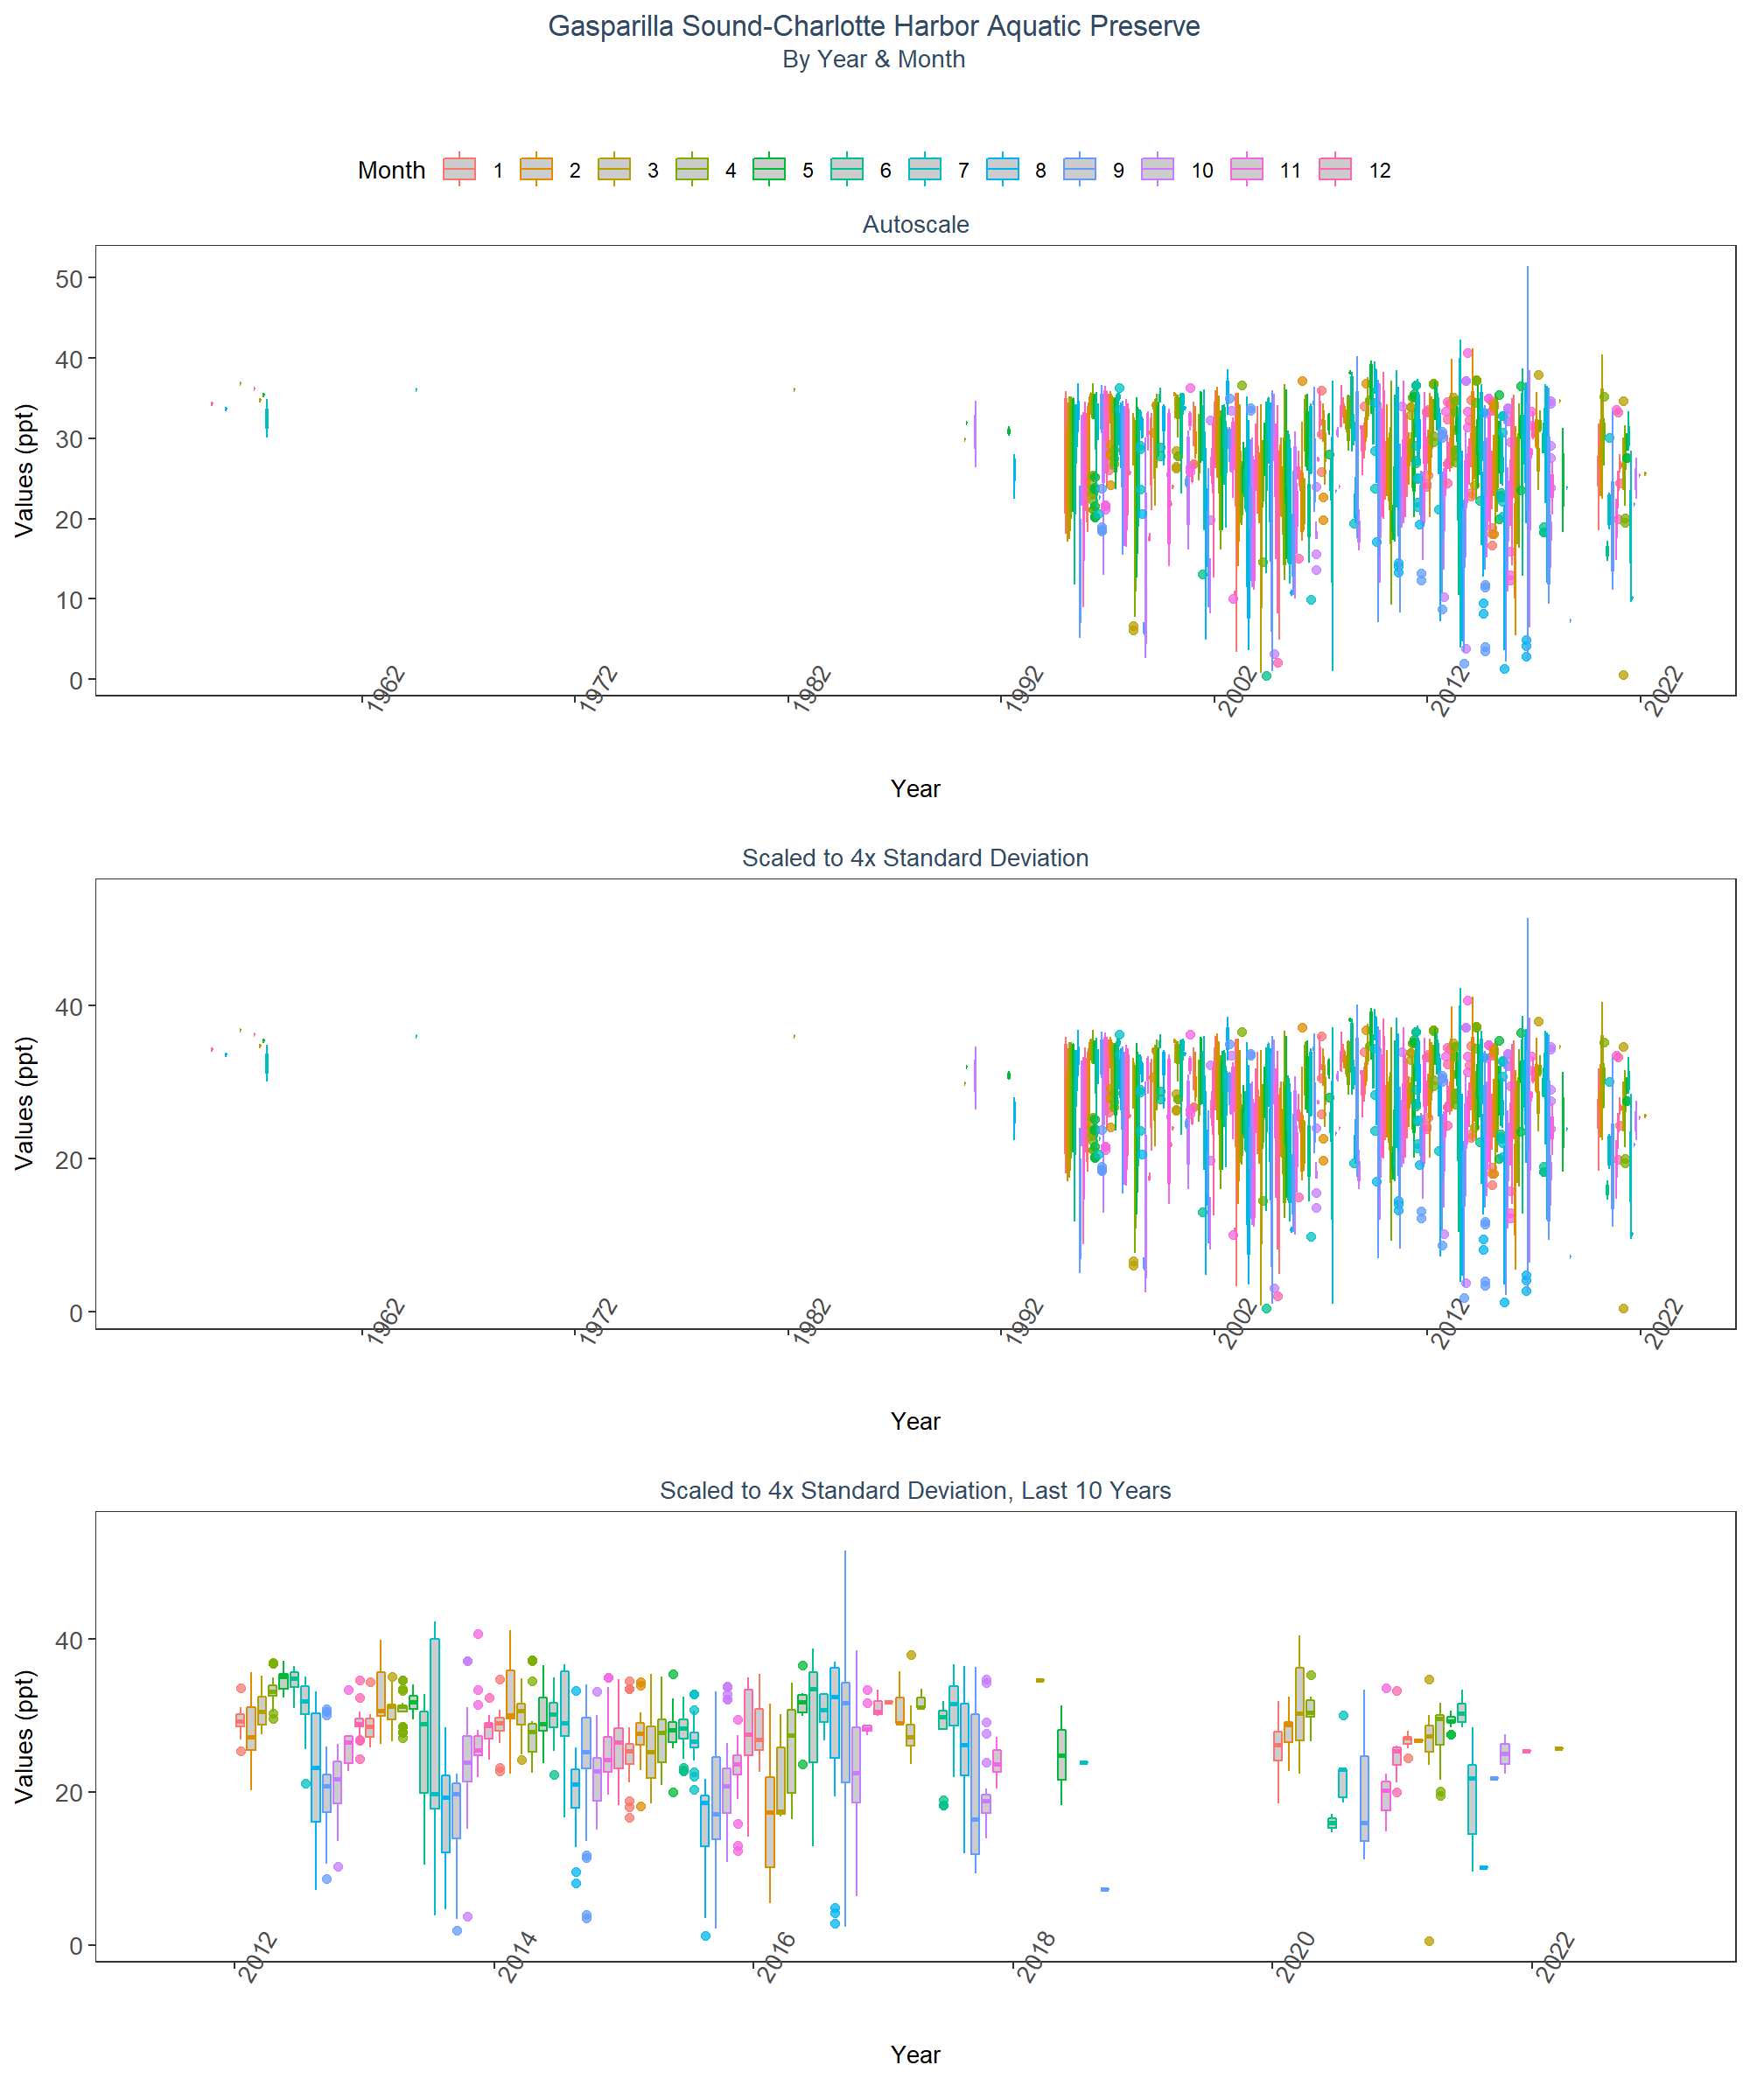 Gasparilla Sound-Charlotte Harbor Aquatic Preserve
By Year & Month
Month 1 2 3 4 5 6 7 8 9 10 11 12
Autoscale
Values (ppt)
50
40
30
20
10
0
1962 1972 1982 1992 2002 2012 2022
Year
Scaled to 4x Standard Deviation
Values (ppt)
40
20
0
1962 1972 1982 1992 2002 2012 2022
Year
Scaled to 4x Standard Deviation, Last 10 Years
Values (ppt)
40
20
0
2012 2014 2016 2018 2020 2022
Year